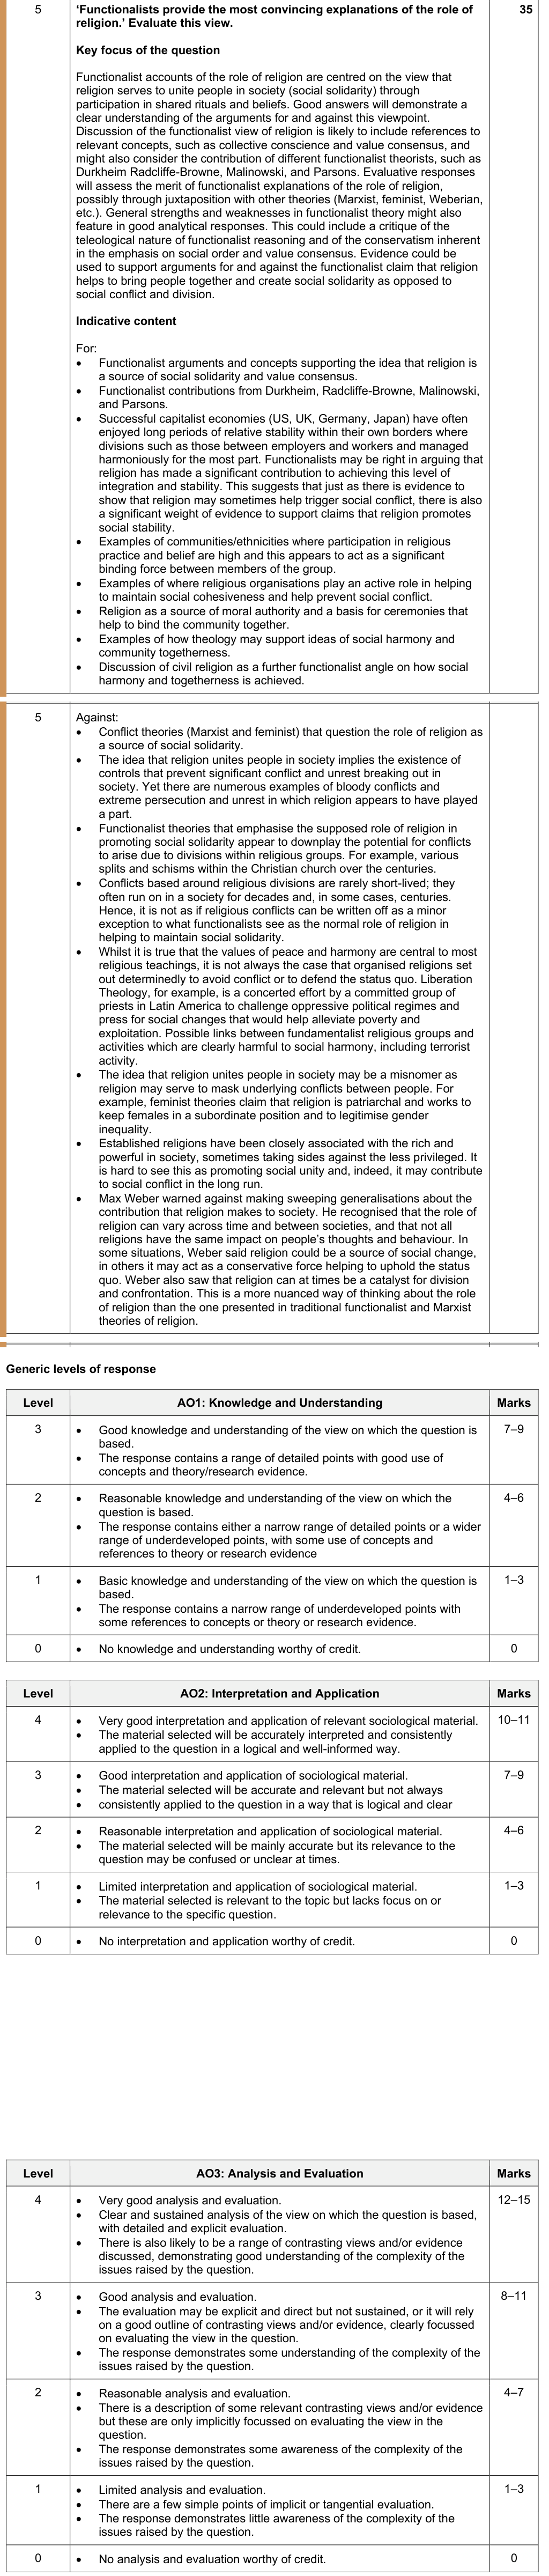 5
‘Functionalists provide the most convincing explanations of the role of
religion.’ Evaluate this view.
35
Key focus of the question
Functionalist accounts of the role of religion are centred on the view that
religion serves to unite people in society (social solidarity) through
participation in shared rituals and beliefs. Good answers will demonstrate a
clear understanding of the arguments for and against this viewpoint.
Discussion of the functionalist view of religion is likely to include references to
relevant concepts, such as collective conscience and value consensus, and
might also consider the contribution of different functionalist theorists, such as
Durkheim Radcliffe-Browne, Malinowski, and Parsons. Evaluative responses
will assess the merit of functionalist explanations of the role of religion,
possibly through juxtaposition with other theories (Marxist, feminist, Weberian,
etc.). General strengths and weaknesses in functionalist theory might also
feature in good analytical responses. This could include a critique of the
teleological nature of functionalist reasoning and of the conservatism inherent
in the emphasis on social order and value consensus. Evidence could be
used to support arguments for and against the functionalist claim that religion
helps to bring people together and create social solidarity as opposed to
social conflict and division.
Indicative content
For:
• Functionalist arguments and concepts supporting the idea that religion is
a source of social solidarity and value consensus.
• Functionalist contributions from Durkheim, Radcliffe-Browne, Malinowski,
and Parsons.
• Successful capitalist economies (US, UK, Germany, Japan) have often
enjoyed long periods of relative stability within their own borders where
divisions such as those between employers and workers and managed
harmoniously for the most part. Functionalists may be right in arguing that
religion has made a significant contribution to achieving this level of
integration and stability. This suggests that just as there is evidence to
show that religion may sometimes help trigger social conflict, there is also
a significant weight of evidence to support claims that religion promotes
social stability.
• Examples of communities/ethnicities where participation in religious
practice and belief are high and this appears to act as a significant
binding force between members of the group.
• Examples of where religious organisations play an active role in helping
to maintain social cohesiveness and help prevent social conflict.
• Religion as a source of moral authority and a basis for ceremonies that
help to bind the community together.
• Examples of how theology may support ideas of social harmony and
community togetherness.
• Discussion of civil religion as a further functionalist angle on how social
harmony and togetherness is achieved.
5
Against:
• Conflict theories (Marxist and feminist) that question the role of religion as
a source of social solidarity.
• The idea that religion unites people in society implies the existence of
controls that prevent significant conflict and unrest breaking out in
society. Yet there are numerous examples of bloody conflicts and
extreme persecution and unrest in which religion appears to have played
a part.
• Functionalist theories that emphasise the supposed role of religion in
promoting social solidarity appear to downplay the potential for conflicts
to arise due to divisions within religious groups. For example, various
splits and schisms within the Christian church over the centuries.
• Conflicts based around religious divisions are rarely short-lived; they
often run on in a society for decades and, in some cases, centuries.
Hence, it is not as if religious conflicts can be written off as a minor
exception to what functionalists see as the normal role of religion in
helping to maintain social solidarity.
• Whilst it is true that the values of peace and harmony are central to most
religious teachings, it is not always the case that organised religions set
out determinedly to avoid conflict or to defend the status quo. Liberation
Theology, for example, is a concerted effort by a committed group of
priests in Latin America to challenge oppressive political regimes and
press for social changes that would help alleviate poverty and
exploitation. Possible links between fundamentalist religious groups and
activities which are clearly harmful to social harmony, including terrorist
activity.
• The idea that religion unites people in society may be a misnomer as
religion may serve to mask underlying conflicts between people. For
example, feminist theories claim that religion is patriarchal and works to
keep females in a subordinate position and to legitimise gender
inequality.
• Established religions have been closely associated with the rich and
powerful in society, sometimes taking sides against the less privileged. It
is hard to see this as promoting social unity and, indeed, it may contribute
to social conflict in the long run.
• Max Weber warned against making sweeping generalisations about the
contribution that religion makes to society. He recognised that the role of
religion can vary across time and between societies, and that not all
religions have the same impact on people’s thoughts and behaviour. In
some situations, Weber said religion could be a source of social change,
in others it may act as a conservative force helping to uphold the status
quo. Weber also saw that religion can at times be a catalyst for division
and confrontation. This is a more nuanced way of thinking about the role
of religion than the one presented in traditional functionalist and Marxist
theories of religion.
Generic levels of response
Level AO1: Knowledge and Understanding Marks
3 • Good knowledge and understanding of the view on which the question is 7–9
based.
• The response contains a range of detailed points with good use of
concepts and theory/research evidence.
2 • Reasonable knowledge and understanding of the view on which the 4–6
question is based.
• The response contains either a narrow range of detailed points or a wider
range of underdeveloped points, with some use of concepts and
references to theory or research evidence
1 • Basic knowledge and understanding of the view on which the question is 1–3
based.
• The response contains a narrow range of underdeveloped points with
some references to concepts or theory or research evidence.
0 • No knowledge and understanding worthy of credit. 0
Level AO2: Interpretation and Application Marks
4 • Very good interpretation and application of relevant sociological material. 10–11
• The material selected will be accurately interpreted and consistently
applied to the question in a logical and well-informed way.
3 • Good interpretation and application of sociological material. 7–9
• The material selected will be accurate and relevant but not always
• consistently applied to the question in a way that is logical and clear
2 • Reasonable interpretation and application of sociological material. 4–6
• The material selected will be mainly accurate but its relevance to the
question may be confused or unclear at times.
1 • Limited interpretation and application of sociological material. 1–3
• The material selected is relevant to the topic but lacks focus on or
relevance to the specific question.
0 • No interpretation and application worthy of credit. 0
Level AO3: Analysis and Evaluation Marks
4 • Very good analysis and evaluation. 12–15
• Clear and sustained analysis of the view on which the question is based,
with detailed and explicit evaluation.
• There is also likely to be a range of contrasting views and/or evidence
discussed, demonstrating good understanding of the complexity of the
issues raised by the question.
3 • Good analysis and evaluation. 8–11
• The evaluation may be explicit and direct but not sustained, or it will rely
on a good outline of contrasting views and/or evidence, clearly focussed
on evaluating the view in the question.
• The response demonstrates some understanding of the complexity of the
issues raised by the question.
2 • Reasonable analysis and evaluation. 4–7
• There is a description of some relevant contrasting views and/or evidence
but these are only implicitly focussed on evaluating the view in the
question.
• The response demonstrates some awareness of the complexity of the
issues raised by the question.
1 • Limited analysis and evaluation. 1–3
• There are a few simple points of implicit or tangential evaluation.
• The response demonstrates little awareness of the complexity of the
issues raised by the question.
0 • No analysis and evaluation worthy of credit. 0